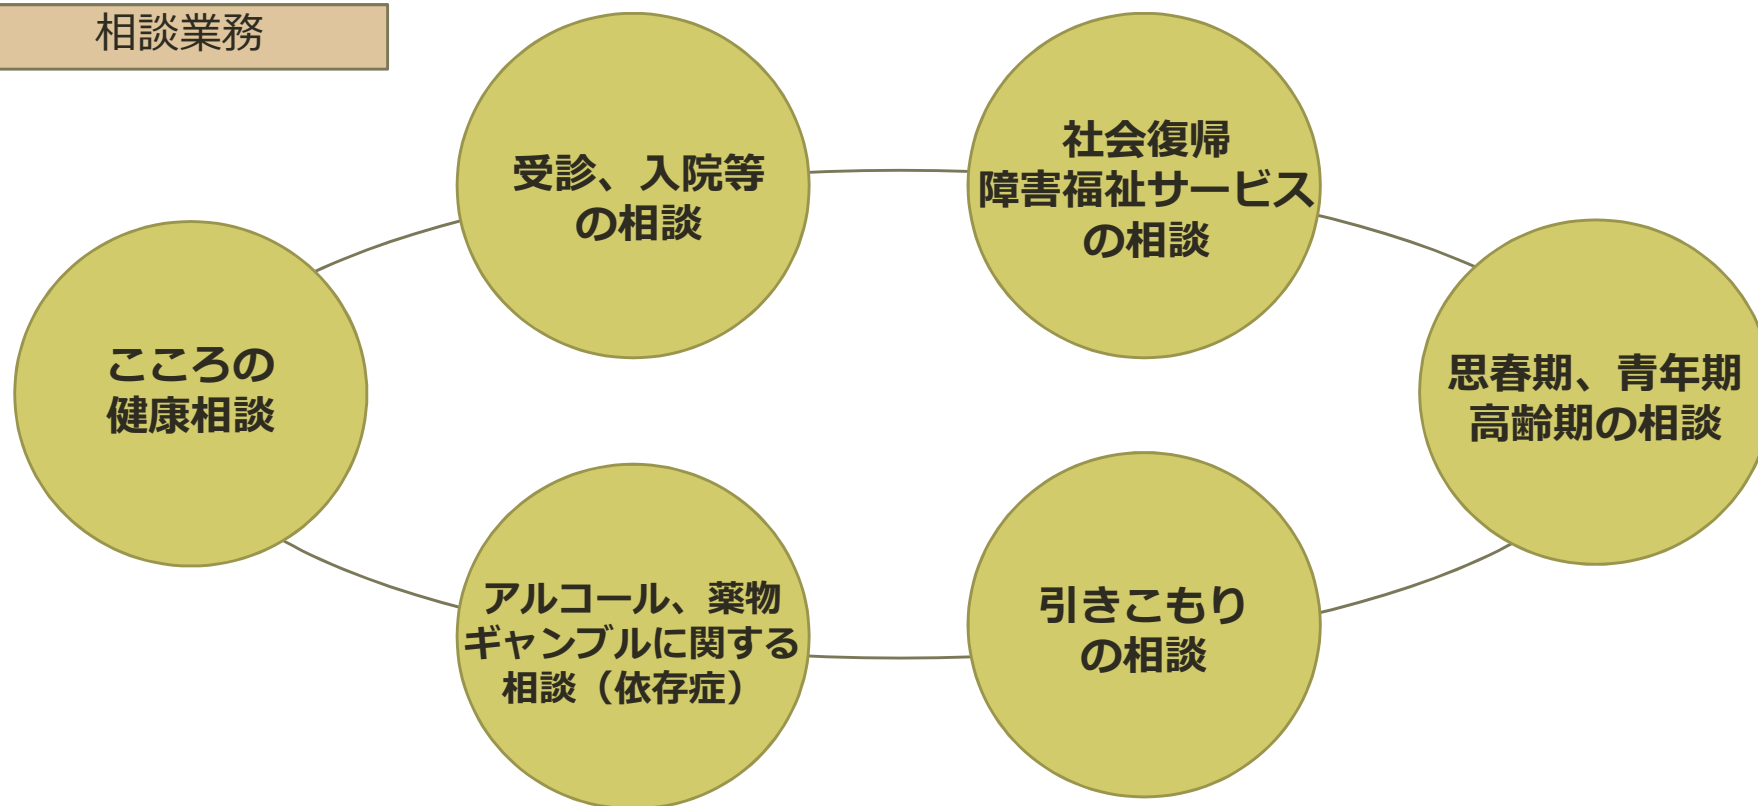 相談業務
受診、入院等
の相談
社会復帰
障害福祉サービス
の相談
こころの
健康相談
思春期、青年期
高齢期の相談
アルコール、薬物
ギャンブルに関する
相談（依存症）
引きこもり
の相談